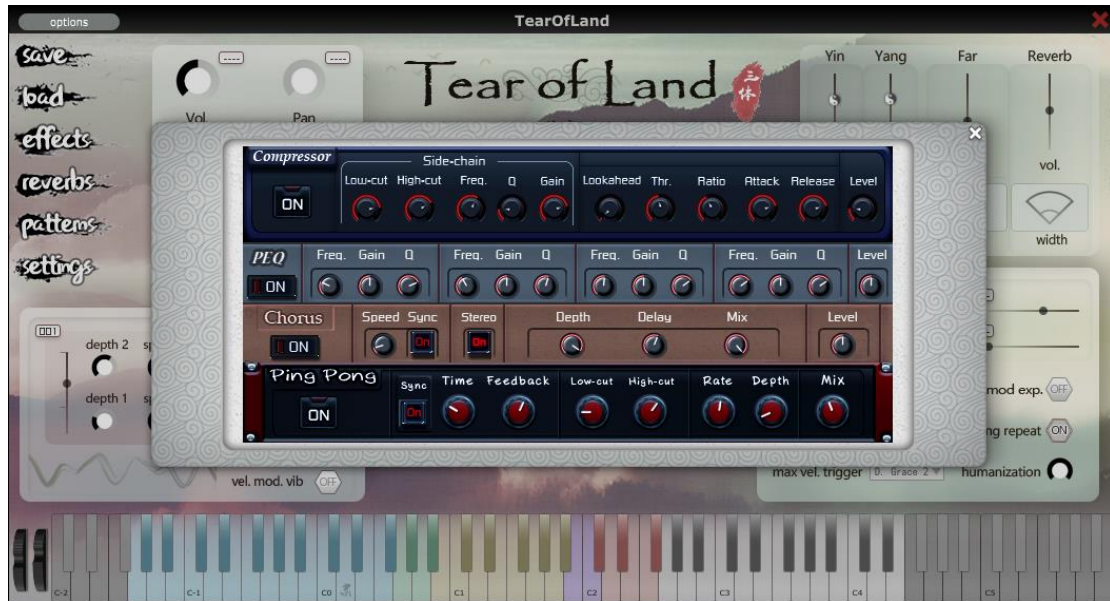 options
TearOfLand
save
load
effects
reverbs
patterns
settings
Vol
Pan
Tear of Land
三体
Yin Yang Far Reverb
vol.
width
Compressor
Side-chain
Low-cut High-cut Freq. Q Gain Lookahead Thr. Ratio Attack Release Level
ON
PEQ Freq. Gain Q Freq. Gain Q Freq. Gain Q Freq. Gain Q Level
ON
Chorus Speed Sync Stereo Depth Delay Mix Level
ON On On
Ping Pong Sync Time Feedback Low-cut High-cut Rate Depth Mix
ON On
001
depth 2
depth 1
vel. mod. vib OFF
mod exp. OFF
ng repeat ON
max vel. trigger D. Grace 2 humanization
C-2 C-1 C0 C1 C2 C3 C4 C5